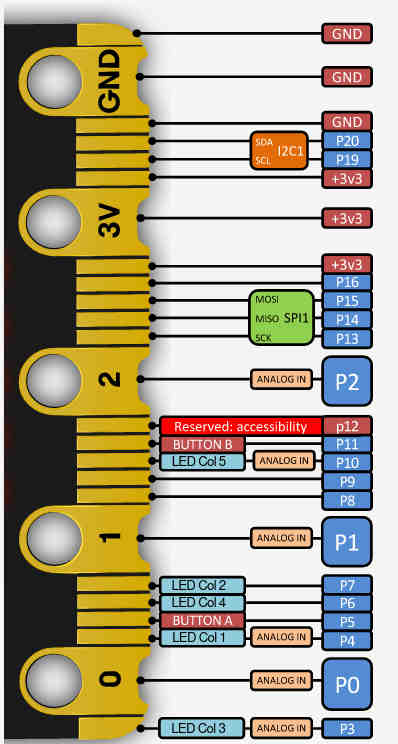 GND
GND GND
GND
SDA I2C1 P20
SCL P19
+3v3
3V +3v3
+3v3
P16
MOSI P15
MISO SPI1 P14
SCK P13
2 ANALOG IN P2
Reserved: accessibility p12
BUTTON B P11
LED Col 5 ANALOG IN P10
P9
P8
1 ANALOG IN P1
LED Col 2 P7
LED Col 4 P6
BUTTON A P5
LED Col 1 ANALOG IN P4
0 ANALOG IN P0
LED Col 3 ANALOG IN P3